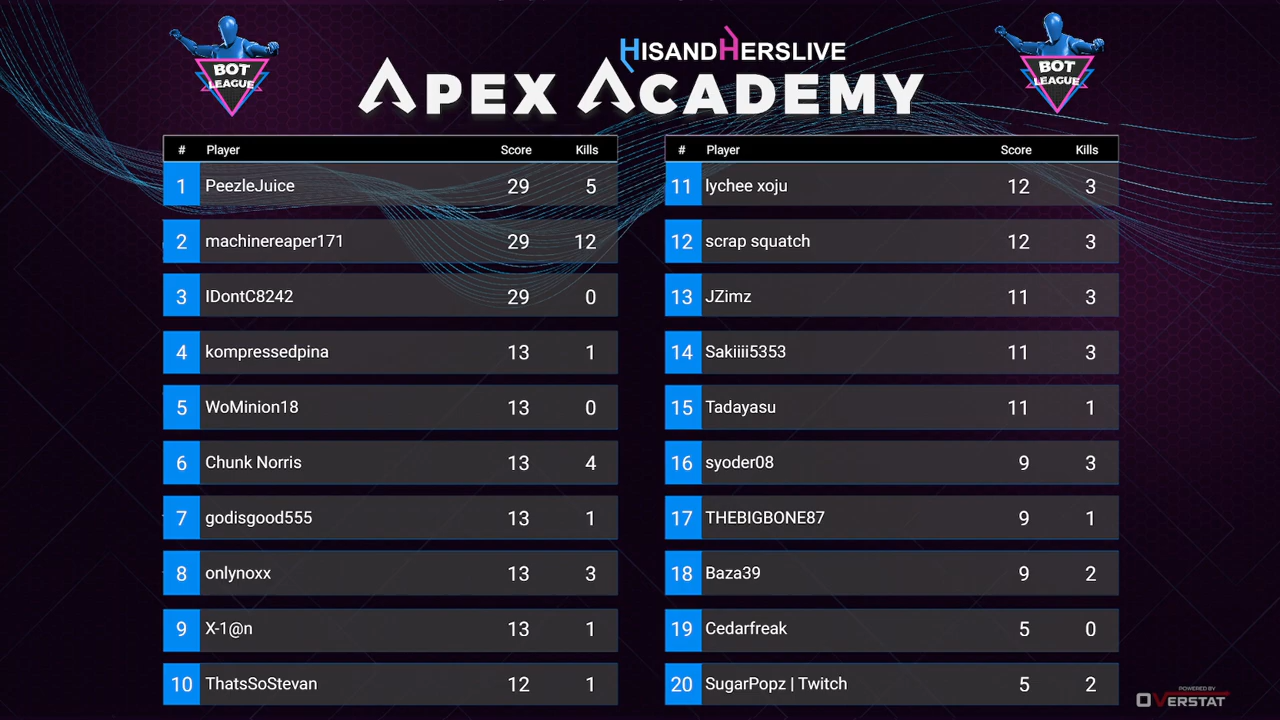 BOT LEAGUE
HISANDHERSLIVE
APEX ACADEMY
BOT LEAGUE
# Player Score Kills
1 PeezleJuice 29 5
2 machinereaper171 29 12
3 IDontC8242 29 0
4 kompressedpina 13 1
5 WoMinion18 13 0
6 Chunk Norris 13 4
7 godisgood555 13 1
8 onlynoxx 13 3
9 X-1@n 13 1
10 ThatsSoStevan 12 1
# Player Score Kills
11 lychee xoju 12 3
12 scrap squatch 12 3
13 JZimz 11 3
14 Sakiiii5353 11 3
15 Tadayasu 11 1
16 syoder08 9 3
17 THEBIGBONE87 9 1
18 Baza39 9 2
19 Cedarfreak 5 0
20 SugarPopz | Twitch 5 2
POWERED BY
OVERSTAT